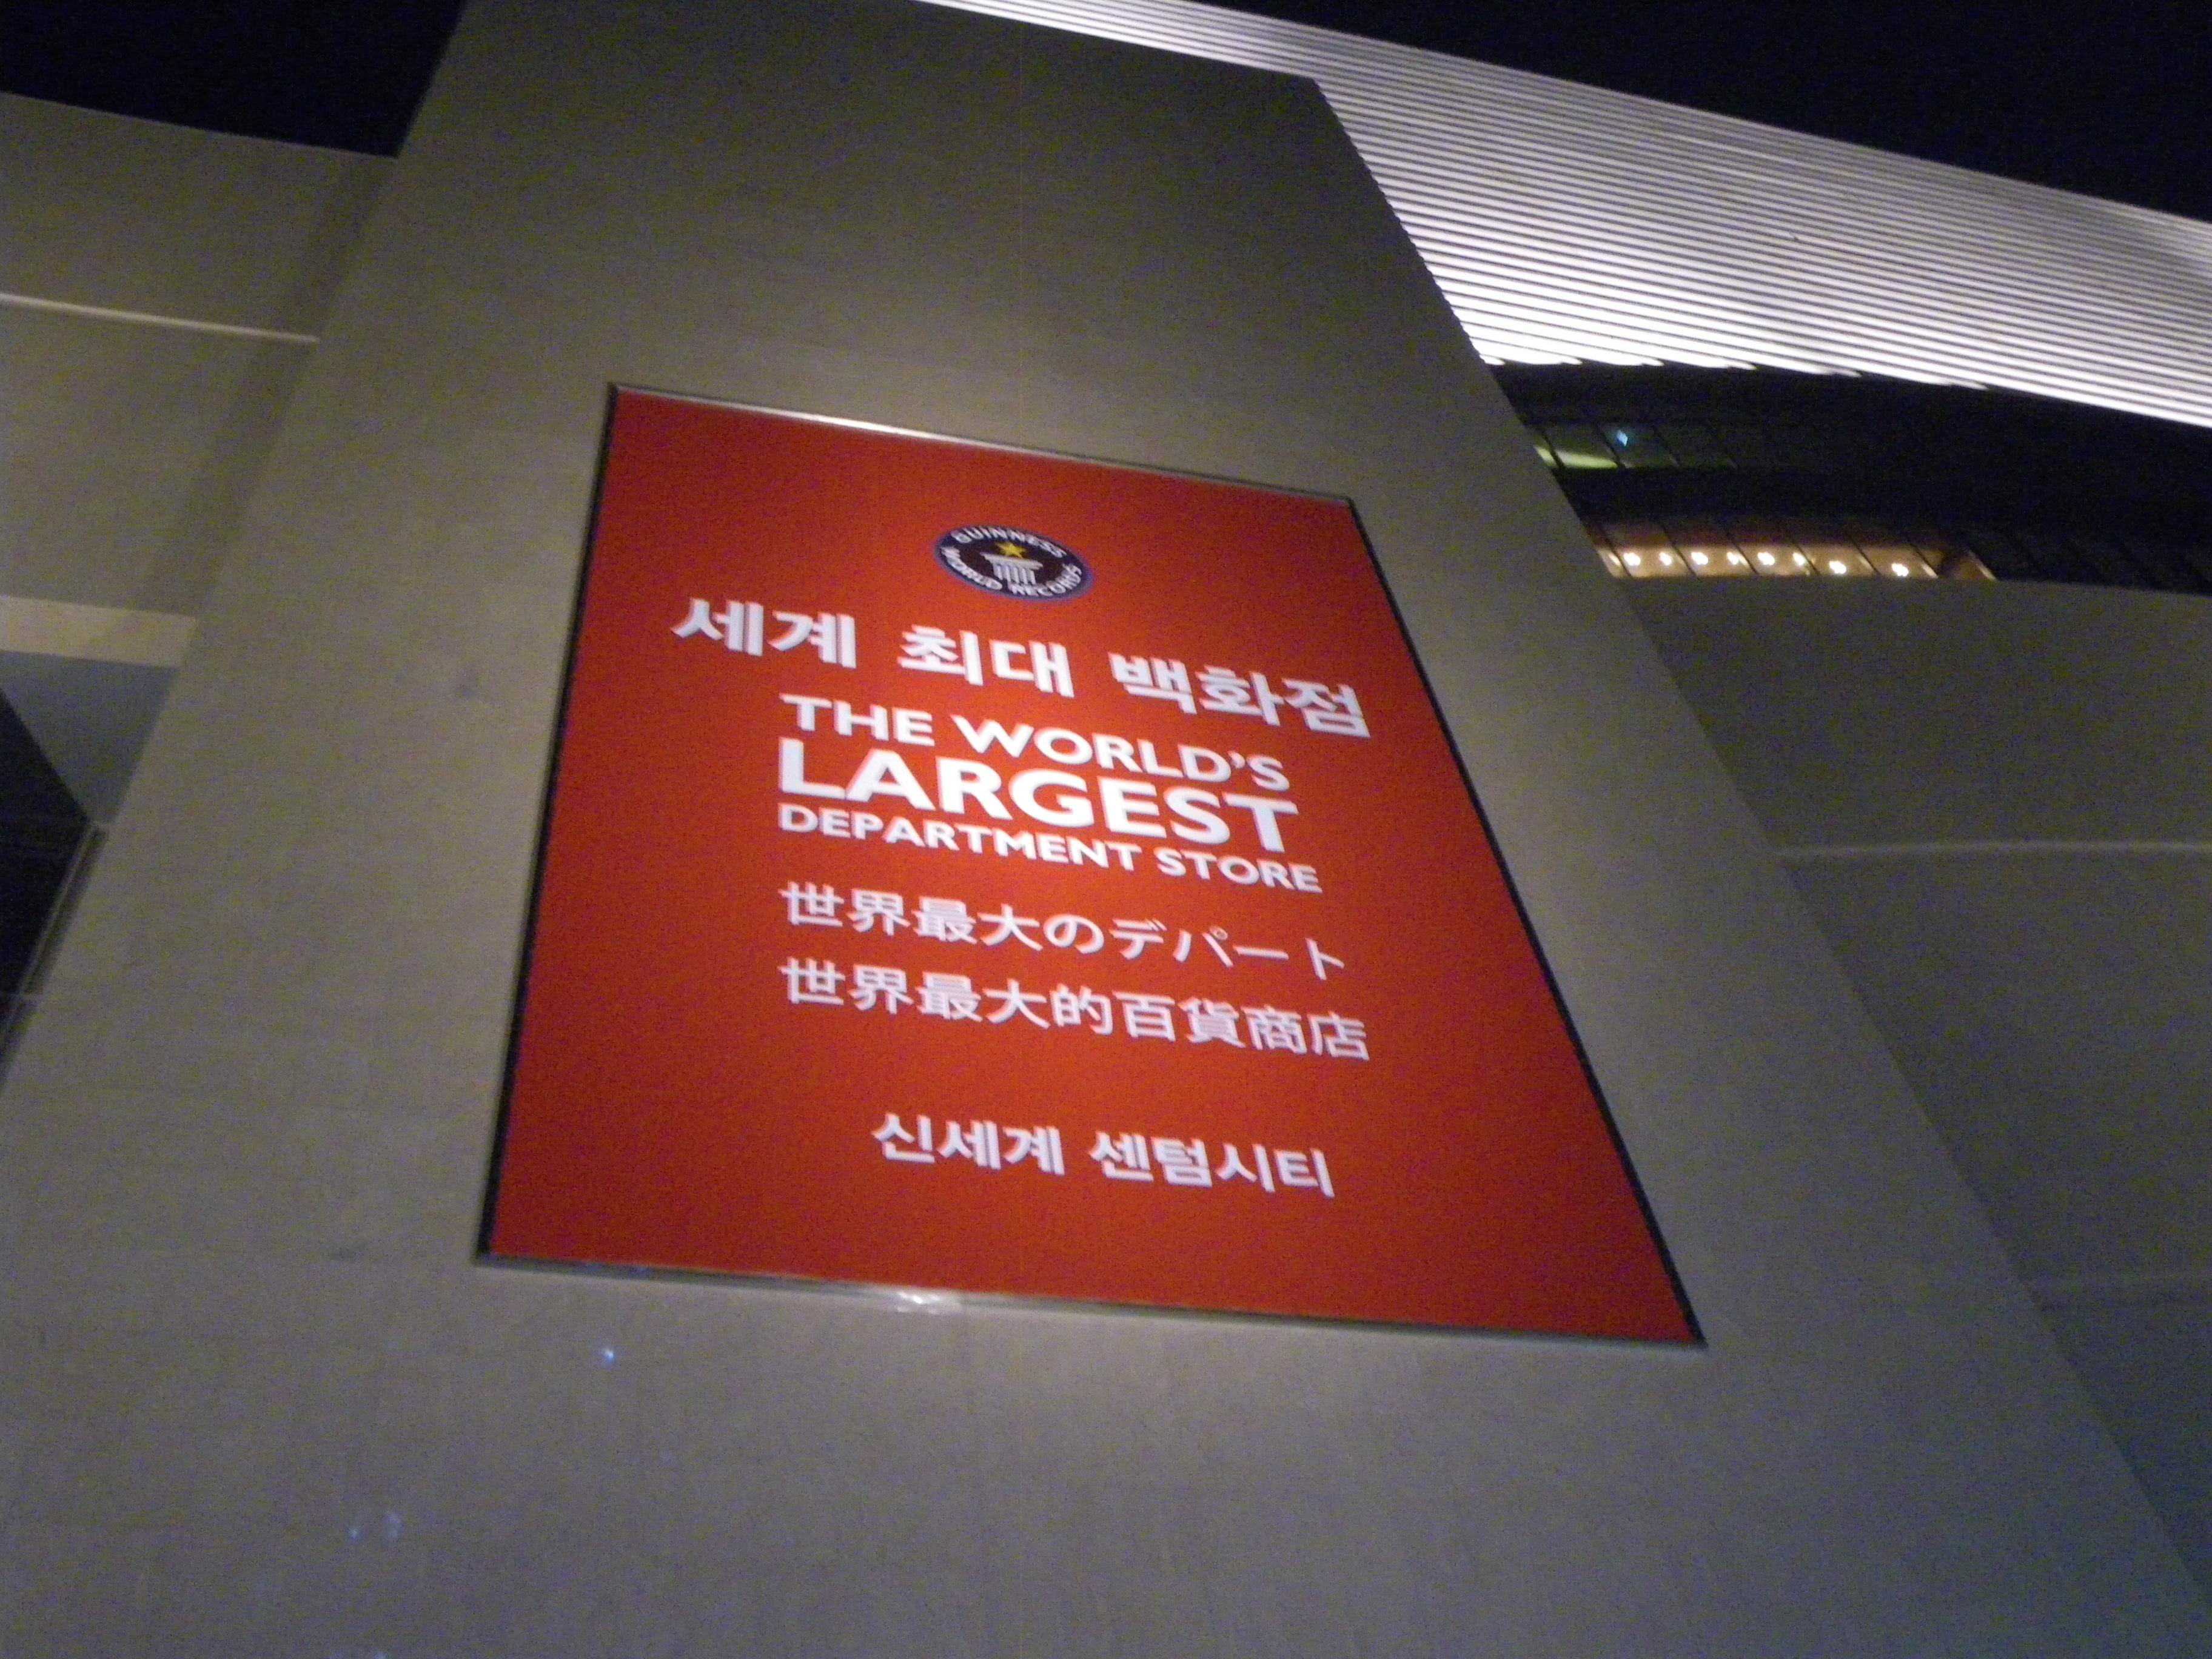 GUINNESS
WORLD RECORDS
세계 최대 백화점
THE WORLD'S
LARGEST
DEPARTMENT STORE
世界最大のデパート
世界最大的百貨商店
신세계 센텀시티